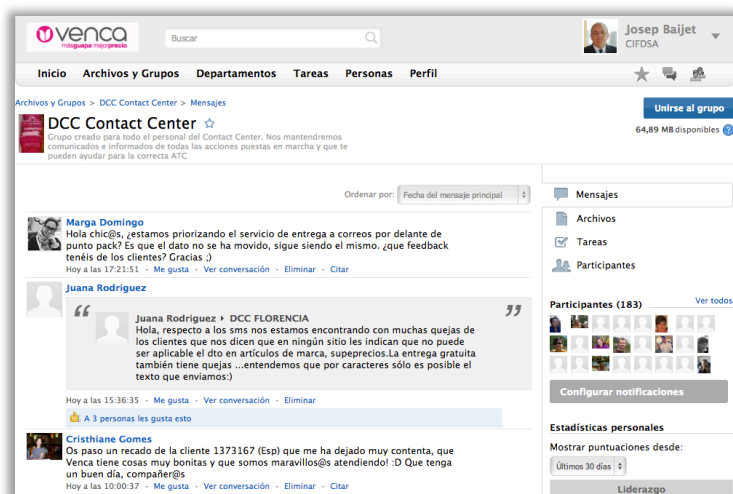 venca
másguapa mejorprecio
Buscar
Josep Baijet
CIFDSA
Inicio Archivos y Grupos Departamentos Tareas Personas Perfil
Archivos y Grupos > DCC Contact Center > Mensajes
Unirse al grupo
DCC Contact Center
64,89 MB disponibles ?
Grupo creado para todo el personal del Contact Center. Nos mantendremos
comunicados e informados de todas las acciones puestas en marcha y que te
pueden ayudar para la correcta ATC
Ordenar por: Fecha del mensaje principal
Mensajes
Archivos
Tareas
Participantes
Marga Domingo
Hola chic@s, ¿estamos priorizando el servicio de entrega a correos por delante de
punto pack? Es que el dato no se ha movido, sigue siendo el mismo. ¿que feedback
tenéis de los clientes? Gracias ;)
Hoy a las 17:21:51 · Me gusta · Ver conversación · Eliminar · Citar
Juana Rodriguez
Juana Rodriguez ▸ DCC FLORENCIA
Hola, respecto a los sms nos estamos encontrando con muchas quejas de
los clientes que nos dicen que en ningún sitio les indican que no puede
ser aplicable el dto en artículos de marca, supeprecios.La entrega gratuita
también tiene quejas ...entendemos que por caracteres sólo es posible el
texto que enviamos:)
Hoy a las 15:36:35 · Me gusta · Ver conversación · Eliminar
A 3 personas les gusta esto
Cristhiane Gomes
Os paso un recado de la cliente 1373167 (Esp) que me ha dejado muy contenta, que
Venca tiene cosas muy bonitas y que somos maravillos@s atendiendo! :D Que tenga
un buen día, compañer@s
Hoy a las 10:00:37 · Me gusta · Ver conversación · Eliminar · Citar
Participantes (183) Ver todos
Configurar notificaciones
Estadísticas personales
Mostrar puntuaciones desde:
Últimos 30 días
Liderazgo